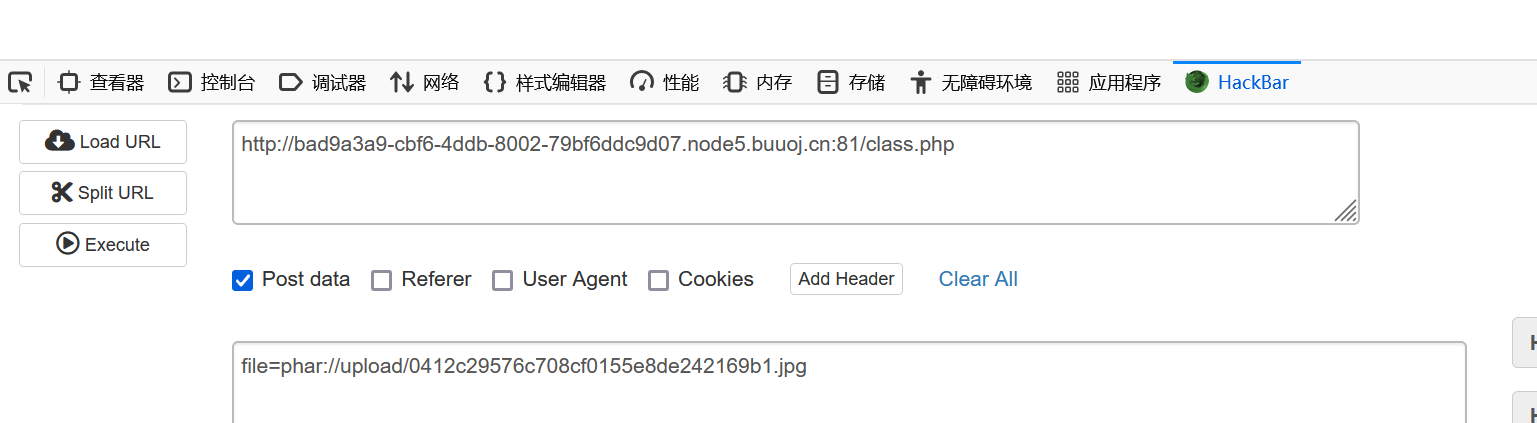 查看器 控制台 调试器 网络 样式编辑器 性能 内存 存储 无障碍环境 应用程序 HackBar
Load URL
http://bad9a3a9-cbf6-4ddb-8002-79bf6ddc9d07.node5.buuoj.cn:81/class.php
Split URL
Execute
Post data Referer User Agent Cookies Add Header Clear All
file=phar://upload/0412c29576c708cf0155e8de242169b1.jpg